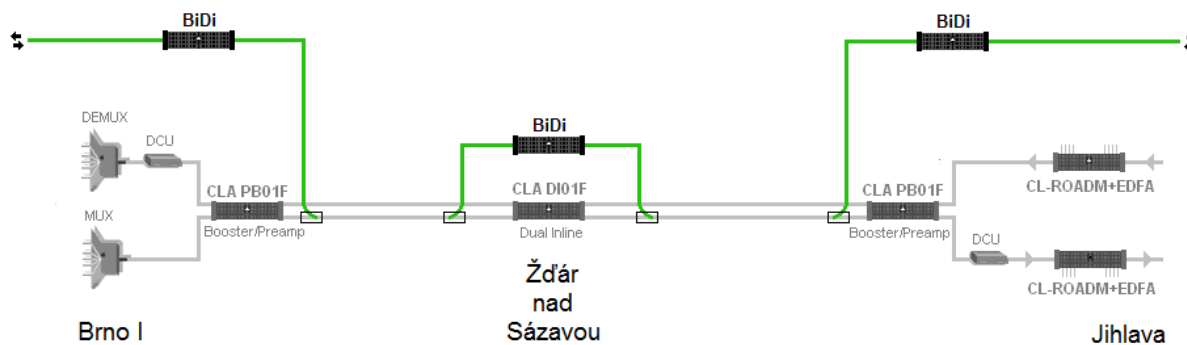 BiDi
BiDi
DEMUX
DCU
BiDi
CLA PB01F
CLA DI01F
CLA PB01F
CL-ROADM+EDFA
MUX
Booster/Preamp
Dual Inline
Booster/Preamp
DCU
CL-ROADM+EDFA
Žďár
nad
Sázavou
Brno I
Jihlava